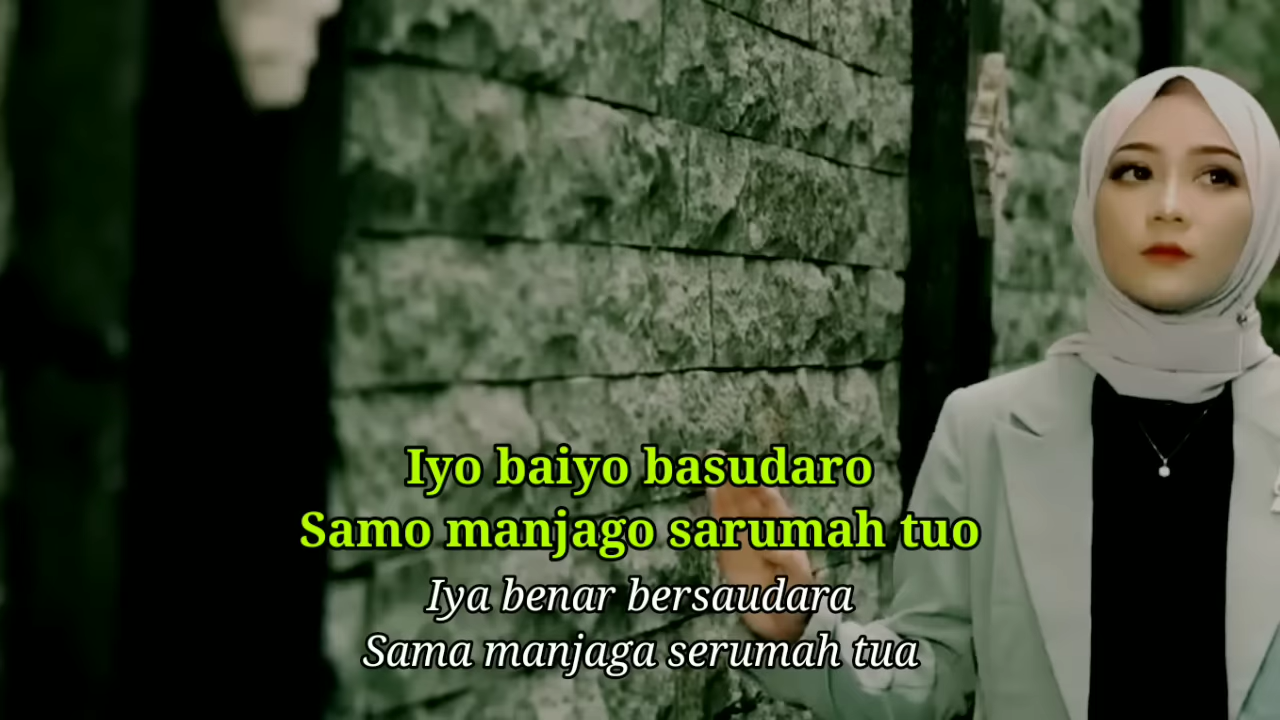 Iyo baiyo basudaro
Samo manjago sarumah tuo
Iya benar bersaudara
Sama manjaga serumah tua